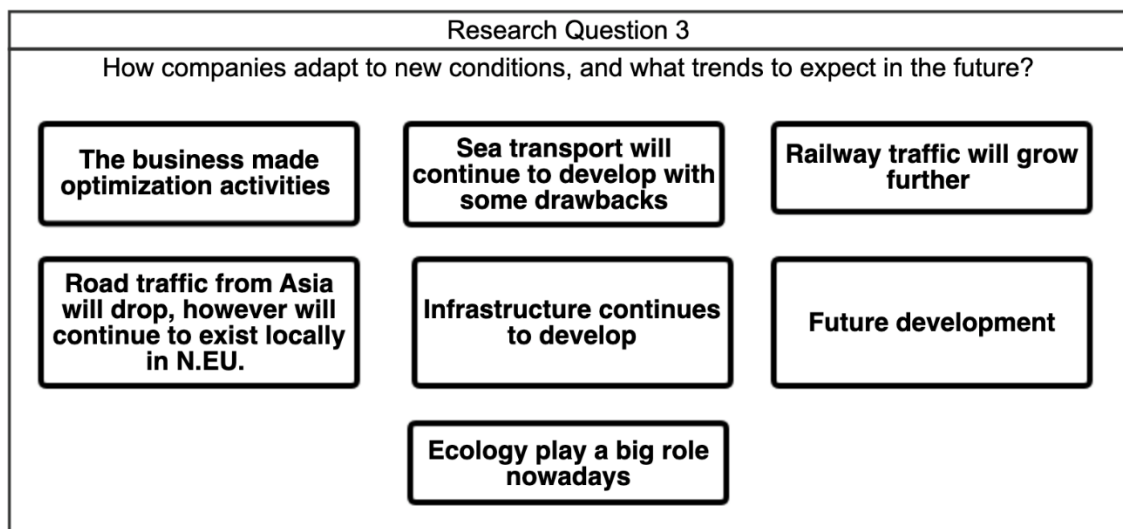 Research Question 3
How companies adapt to new conditions, and what trends to expect in the future?
The business made
optimization activities
Sea transport will
continue to develop with
some drawbacks
Railway traffic will grow
further
Road traffic from Asia
will drop, however will
continue to exist locally
in N.EU.
Infrastructure continues
to develop
Future development
Ecology play a big role
nowadays